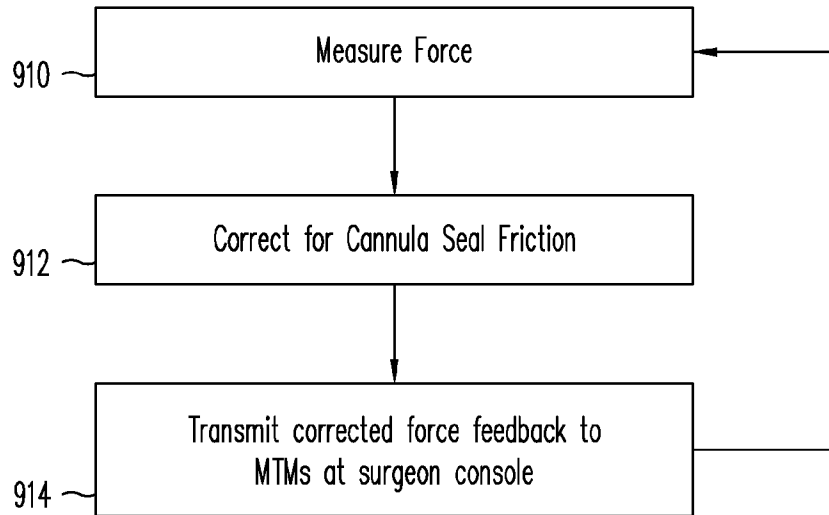 Measure Force
910
Correct for Cannula Seal Friction
912
Transmit corrected force feedback to
MTMs at surgeon console
914